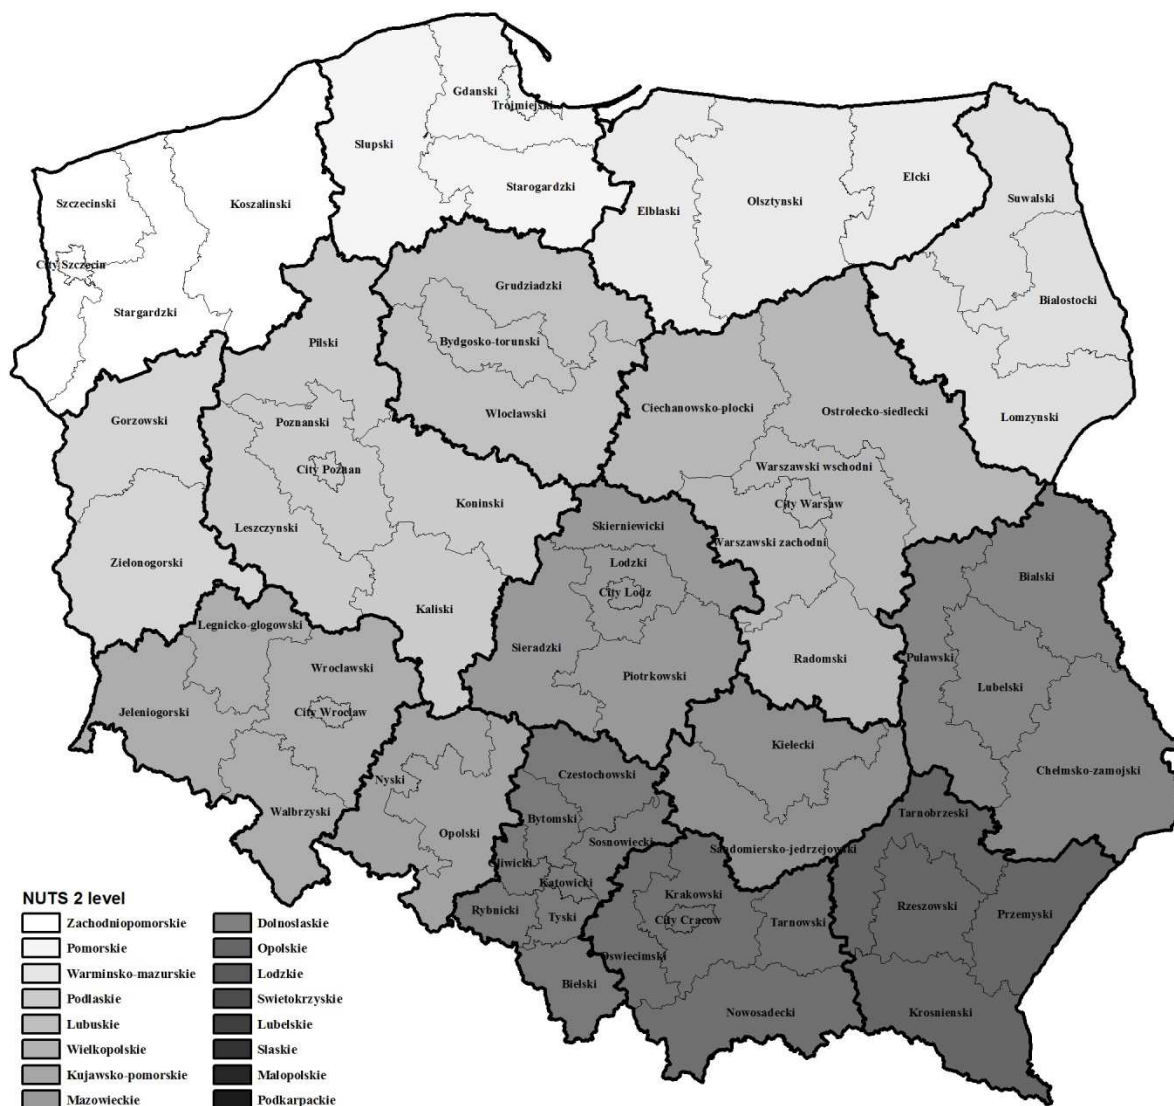 Gdanski
Trojmiejski
Slupski
Starogardzki
Elcki
Suwalski
Szczecinski
Koszalinski
Elblaski
Olsztynski
City Szczecin
Stargardzki
Grudziadzki
Bialostocki
Pilski
Bydgosko-torunski
Gorzowski
Poznanski
Wloclawski
Ciechanowsko-plocki
Ostrolecko-siedlecki
Lomzynski
City Poznan
Warszawski wschodni
Koninski
City Warsaw
Leszczynski
Skierniewicki
Warszawski zachodni
Zielonogorski
Lodzki
Bialski
City Lodz
Kaliski
Legnicko-glogowski
Sieradzki
Radomski
Pulawski
Wroclawski
Piotrkowski
Lubelski
Jeleniogorski
City Wroclaw
Kielecki
Chelmsko-zamojski
Nyski
Czestochowski
Walbrzyski
Bytomski
Tarnobrzeski
Opolski
Sosnowiecki
Sandomiersko-jedrzejowski
Gliwicki
Katowicki
Krakowski
Rybnicki
Tyski
City Cracow
Tarnowski
Rzeszowski
Przemyski
Oswiecimski
Bielski
Nowosadecki
Krosnienski
NUTS 2 level
Zachodniopomorskie
Pomorskie
Warminsko-mazurskie
Podlaskie
Lubuskie
Wielkopolskie
Kujawsko-pomorskie
Mazowieckie
Dolnoslaskie
Opolskie
Lodzkie
Swietokrzyskie
Lubelskie
Slaskie
Malopolskie
Podkarpackie